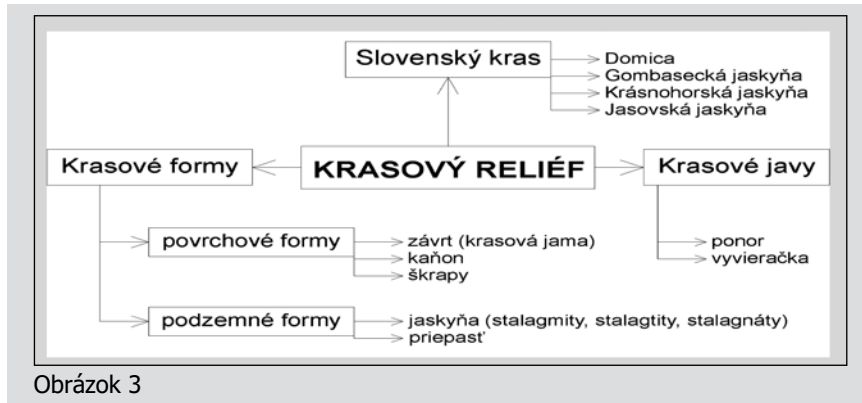 Slovenský kras
Domica
Gombasecká jaskyňa
Krásnohorská jaskyňa
Jasovská jaskyňa
Krasové formy
KRASOVÝ RELIÉF
Krasové javy
povrchové formy
závrt (krasová jama)
kaňon
škrapy
ponor
vyvieračka
podzemné formy
jaskyňa (stalagmity, stalagtity, stalagnáty)
priepasť
Obrázok 3